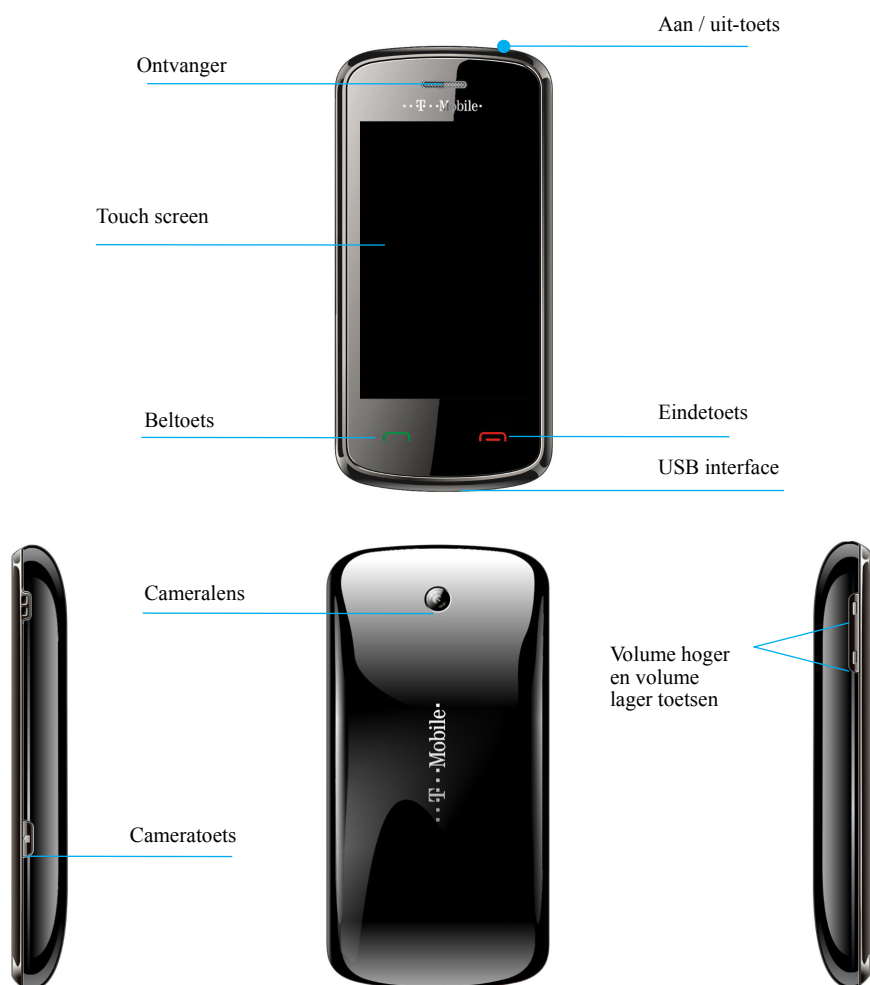 Aan / uit-toets
Ontvanger
··T··Mobile·
Touch screen
Beltoets
Eindetoets
USB interface
Cameralens
Volume hoger
en volume
lager toetsen
··T··Mobile·
Cameratoets